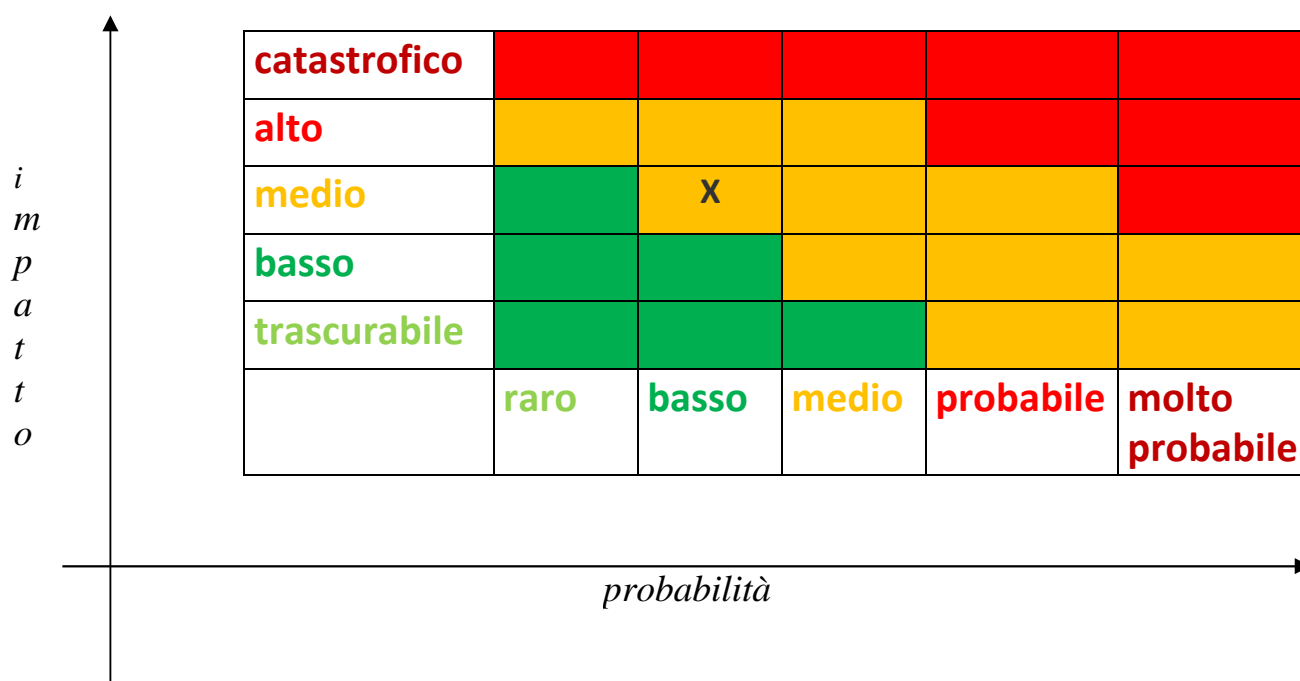 catastrofico
alto
medio
X
basso
trascurabile
raro
basso
medio
probabile
molto
probabile
i
m
p
a
t
t
o
probabilità